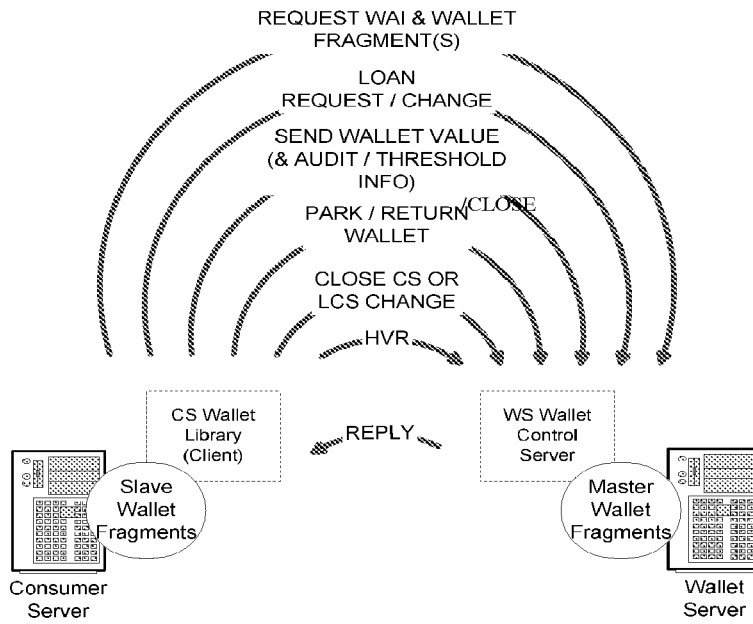 REQUEST WAI & WALLET
FRAGMENT(S)
LOAN
REQUEST / CHANGE
SEND WALLET VALUE
(& AUDIT / THRESHOLD
INFO)
/CLOSE
PARK / RETURN
WALLET
CLOSE CS OR
LCS CHANGE
HVR
CS Wallet
Library
(Client)
REPLY
WS Wallet
Control
Server
Slave
Wallet
Fragments
Master
Wallet
Fragments
Consumer
Server
Wallet
Server